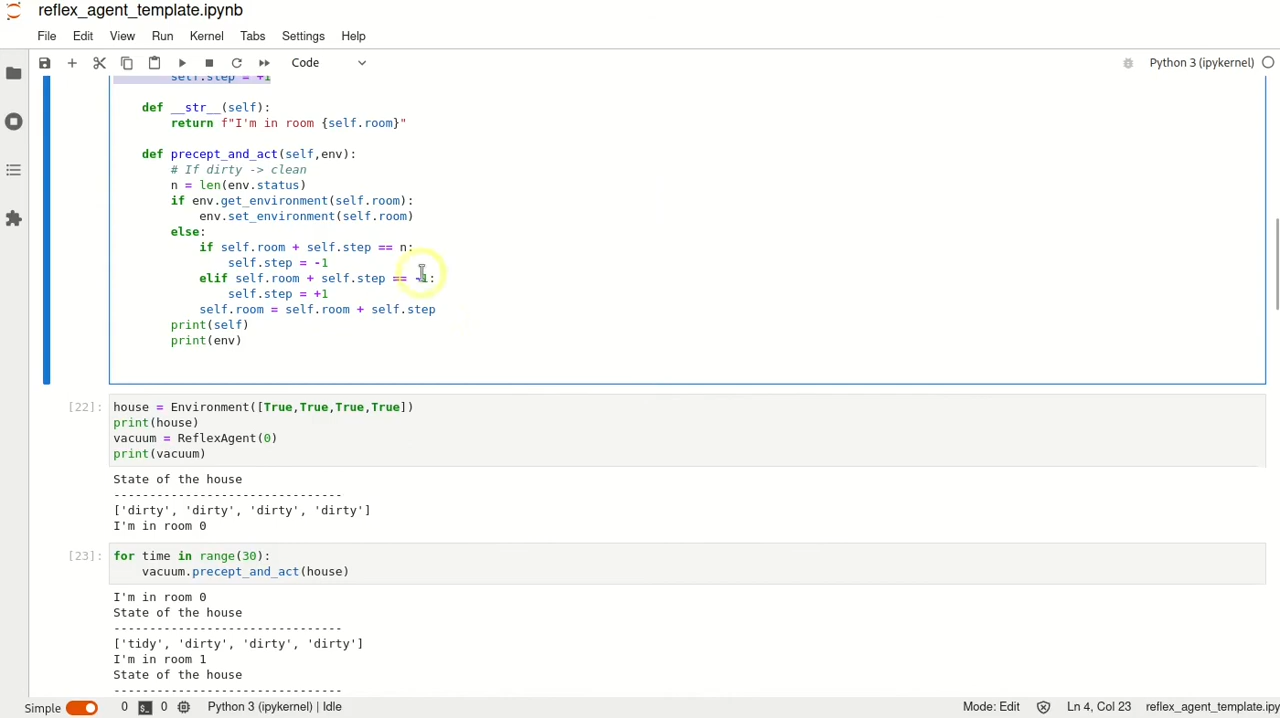 reflex_agent_template.ipynb
File Edit View Run Kernel Tabs Settings Help
Code Python 3 (ipykernel)
self.step = +1
def __str__(self):
return f"I'm in room {self.room}"
def precept_and_act(self,env):
# If dirty -> clean
n = len(env.status)
if env.get_environment(self.room):
env.set_environment(self.room)
else:
if self.room + self.step == n:
self.step = -1
elif self.room + self.step == -1:
self.step = +1
self.room = self.room + self.step
print(self)
print(env)
[22]: house = Environment([True,True,True,True])
print(house)
vacuum = ReflexAgent(0)
print(vacuum)
State of the house
-------------------------------
['dirty', 'dirty', 'dirty', 'dirty']
I'm in room 0
[23]: for time in range(30):
vacuum.precept_and_act(house)
I'm in room 0
State of the house
-------------------------------
['tidy', 'dirty', 'dirty', 'dirty']
I'm in room 1
State of the house
-------------------------------
Simple 0 $_ 0 Python 3 (ipykernel) | Idle Mode: Edit Ln 4, Col 23 reflex_agent_template.ipy